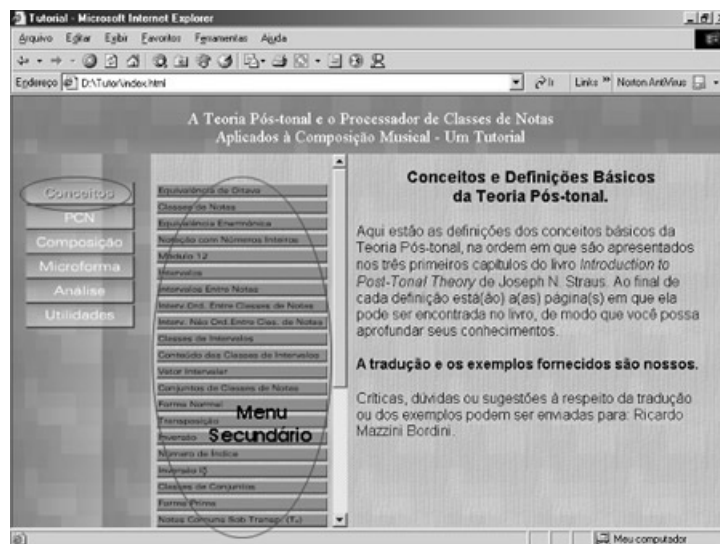 Tutorial - Microsoft Internet Explorer
Arquivo Editar Exibir Favoritos Ferramentas Ajuda
Endereço D:\Tutor\index.html Ir Links » Norton AntiVirus
A Teoria Pós-tonal e o Processador de Classes de Notas
Aplicados à Composição Musical - Um Tutorial
Conceitos
PCN
Composição
Microforma
Análise
Utilidades
Equivalência de Oitava
Classes de Notas
Equivalência Enarmônica
Notação com Números Inteiros
Módulo 12
Intervalos
Intervalos Entre Notas
Interv. Ord. Entre Classes de Notas
Interv. Não Ord. Entre Clas. de Notas
Classes de Intervalos
Conteúdo das Classes de Intervalos
Vetor Intervalar
Conjuntos de Classes de Notas
Forma Normal
Transposição
Inversão
Número de Índice
Inversão
Classes de Conjuntos
Forma Prima
Notas Comuns Sob Transp. (Tₙ)
Menu
Secundário
Conceitos e Definições Básicos
da Teoria Pós-tonal.
Aqui estão as definições dos conceitos básicos da
Teoria Pós-tonal, na ordem em que são apresentados
nos três primeiros capítulos do livro Introduction to
Post-Tonal Theory de Joseph N. Straus. Ao final de
cada definição está(ão) a(as) página(s) em que ela
pode ser encontrada no livro, de modo que você possa
aprofundar seus conhecimentos.
A tradução e os exemplos fornecidos são nossos.
Críticas, dúvidas ou sugestões à respeito da tradução
ou dos exemplos podem ser enviadas para: Ricardo
Mazzini Bordini.
Meu computador